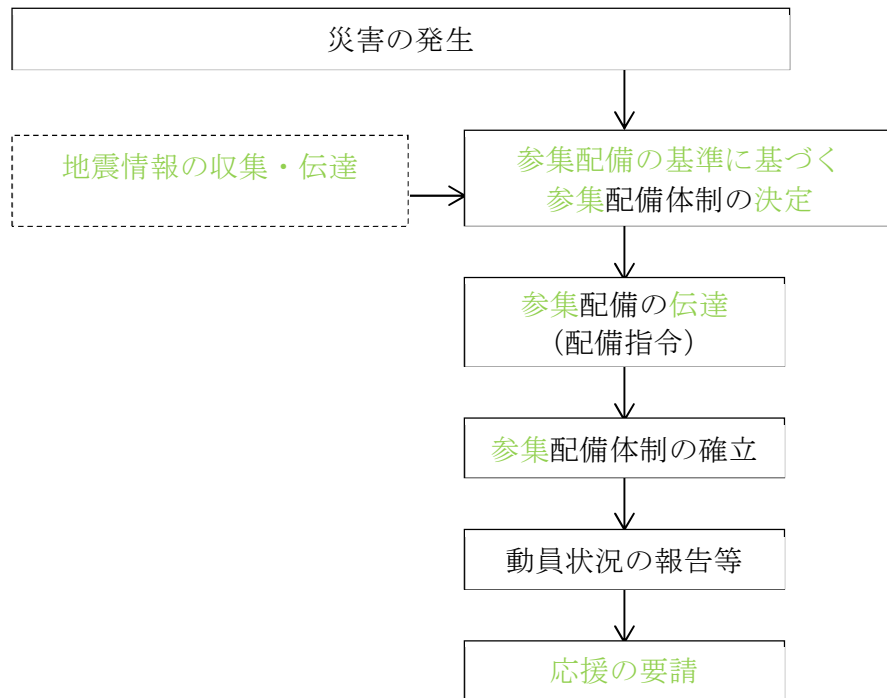 災害の発生
地震情報の収集・伝達
参集配備の基準に基づく
参集配備体制の決定
参集配備の伝達
（配備指令）
参集配備体制の確立
動員状況の報告等
応援の要請